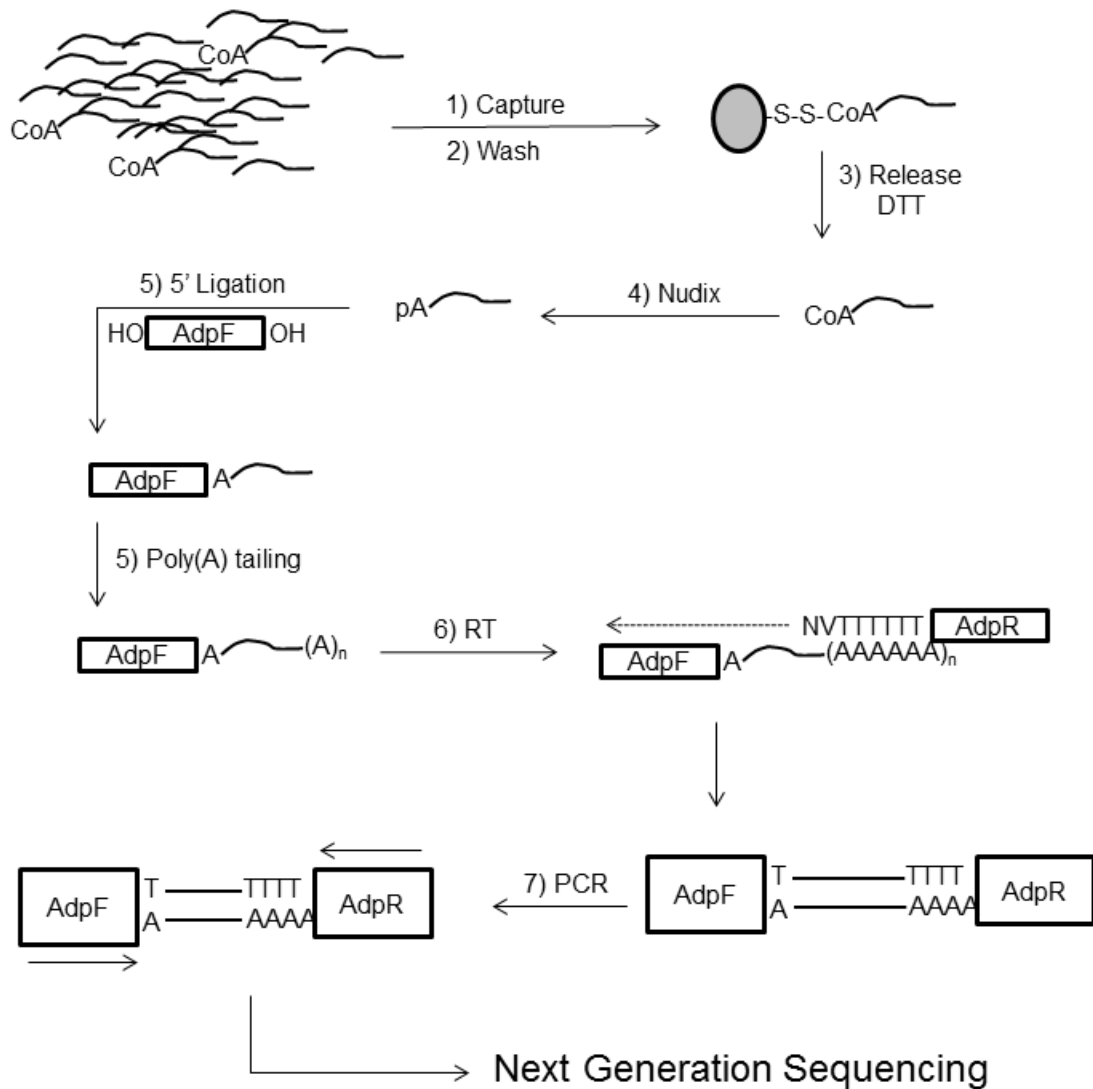 CoA
CoA
CoA
1) Capture
2) Wash
-S-S-CoA
3) Release
DTT
CoA
4) Nudix
pA
5) 5' Ligation
HO AdpF OH
AdpF A
5) Poly(A) tailing
AdpF A (A)n
6) RT
NVTTTTTT AdpR
AdpF A (AAAAAA)n
AdpF T TTTT AdpR
A AAAA
7) PCR
AdpF T TTTT AdpR
A AAAA
Next Generation Sequencing